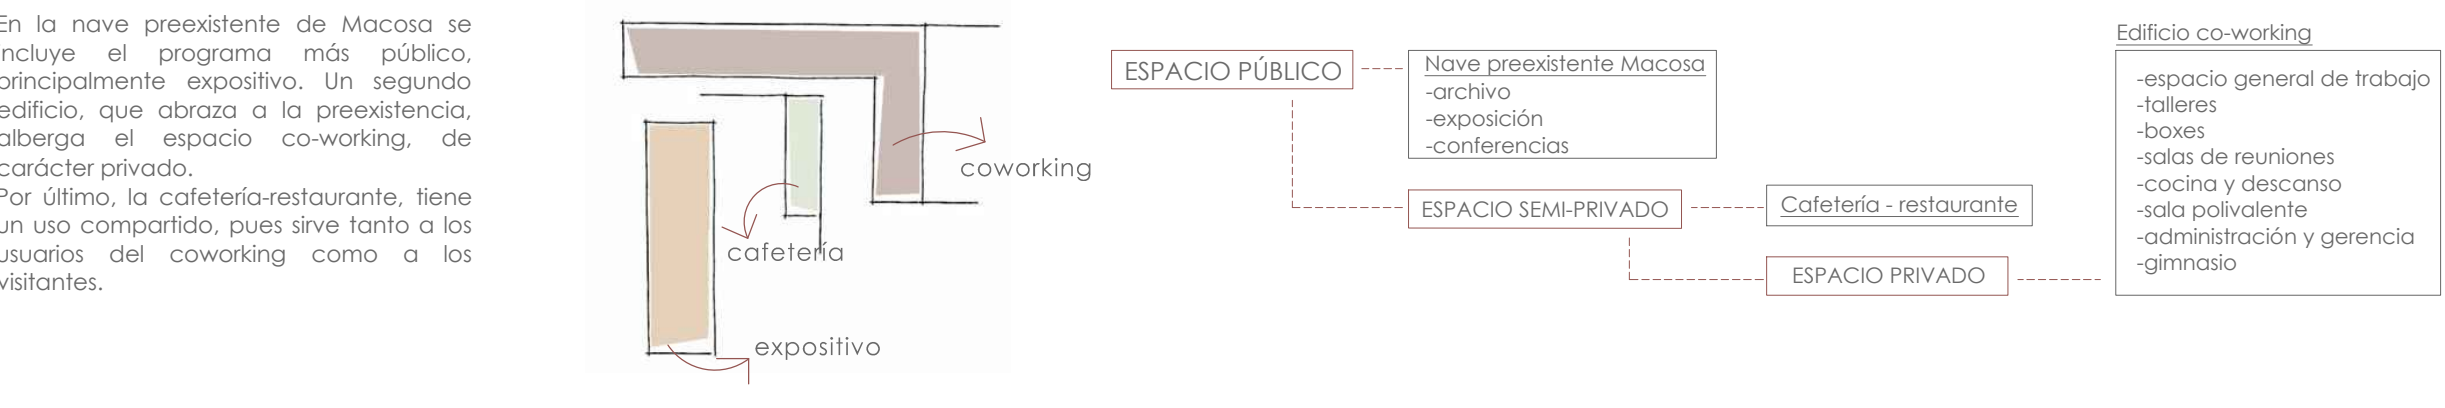 En la nave preexistente de Macosa se
incluye el programa más público,
principalmente expositivo. Un segundo
edificio, que abraza a la preexistencia,
alberga el espacio co-working, de
carácter privado.
Por último, la cafetería-restaurante, tiene
un uso compartido, pues sirve tanto a los
usuarios del coworking como a los
visitantes.
coworking
cafetería
expositivo
ESPACIO PÚBLICO
Nave preexistente Macosa
-archivo
-exposición
-conferencias
ESPACIO SEMI-PRIVADO
Cafetería - restaurante
ESPACIO PRIVADO
Edificio co-working
-espacio general de trabajo
-talleres
-boxes
-salas de reuniones
-cocina y descanso
-sala polivalente
-administración y gerencia
-gimnasio